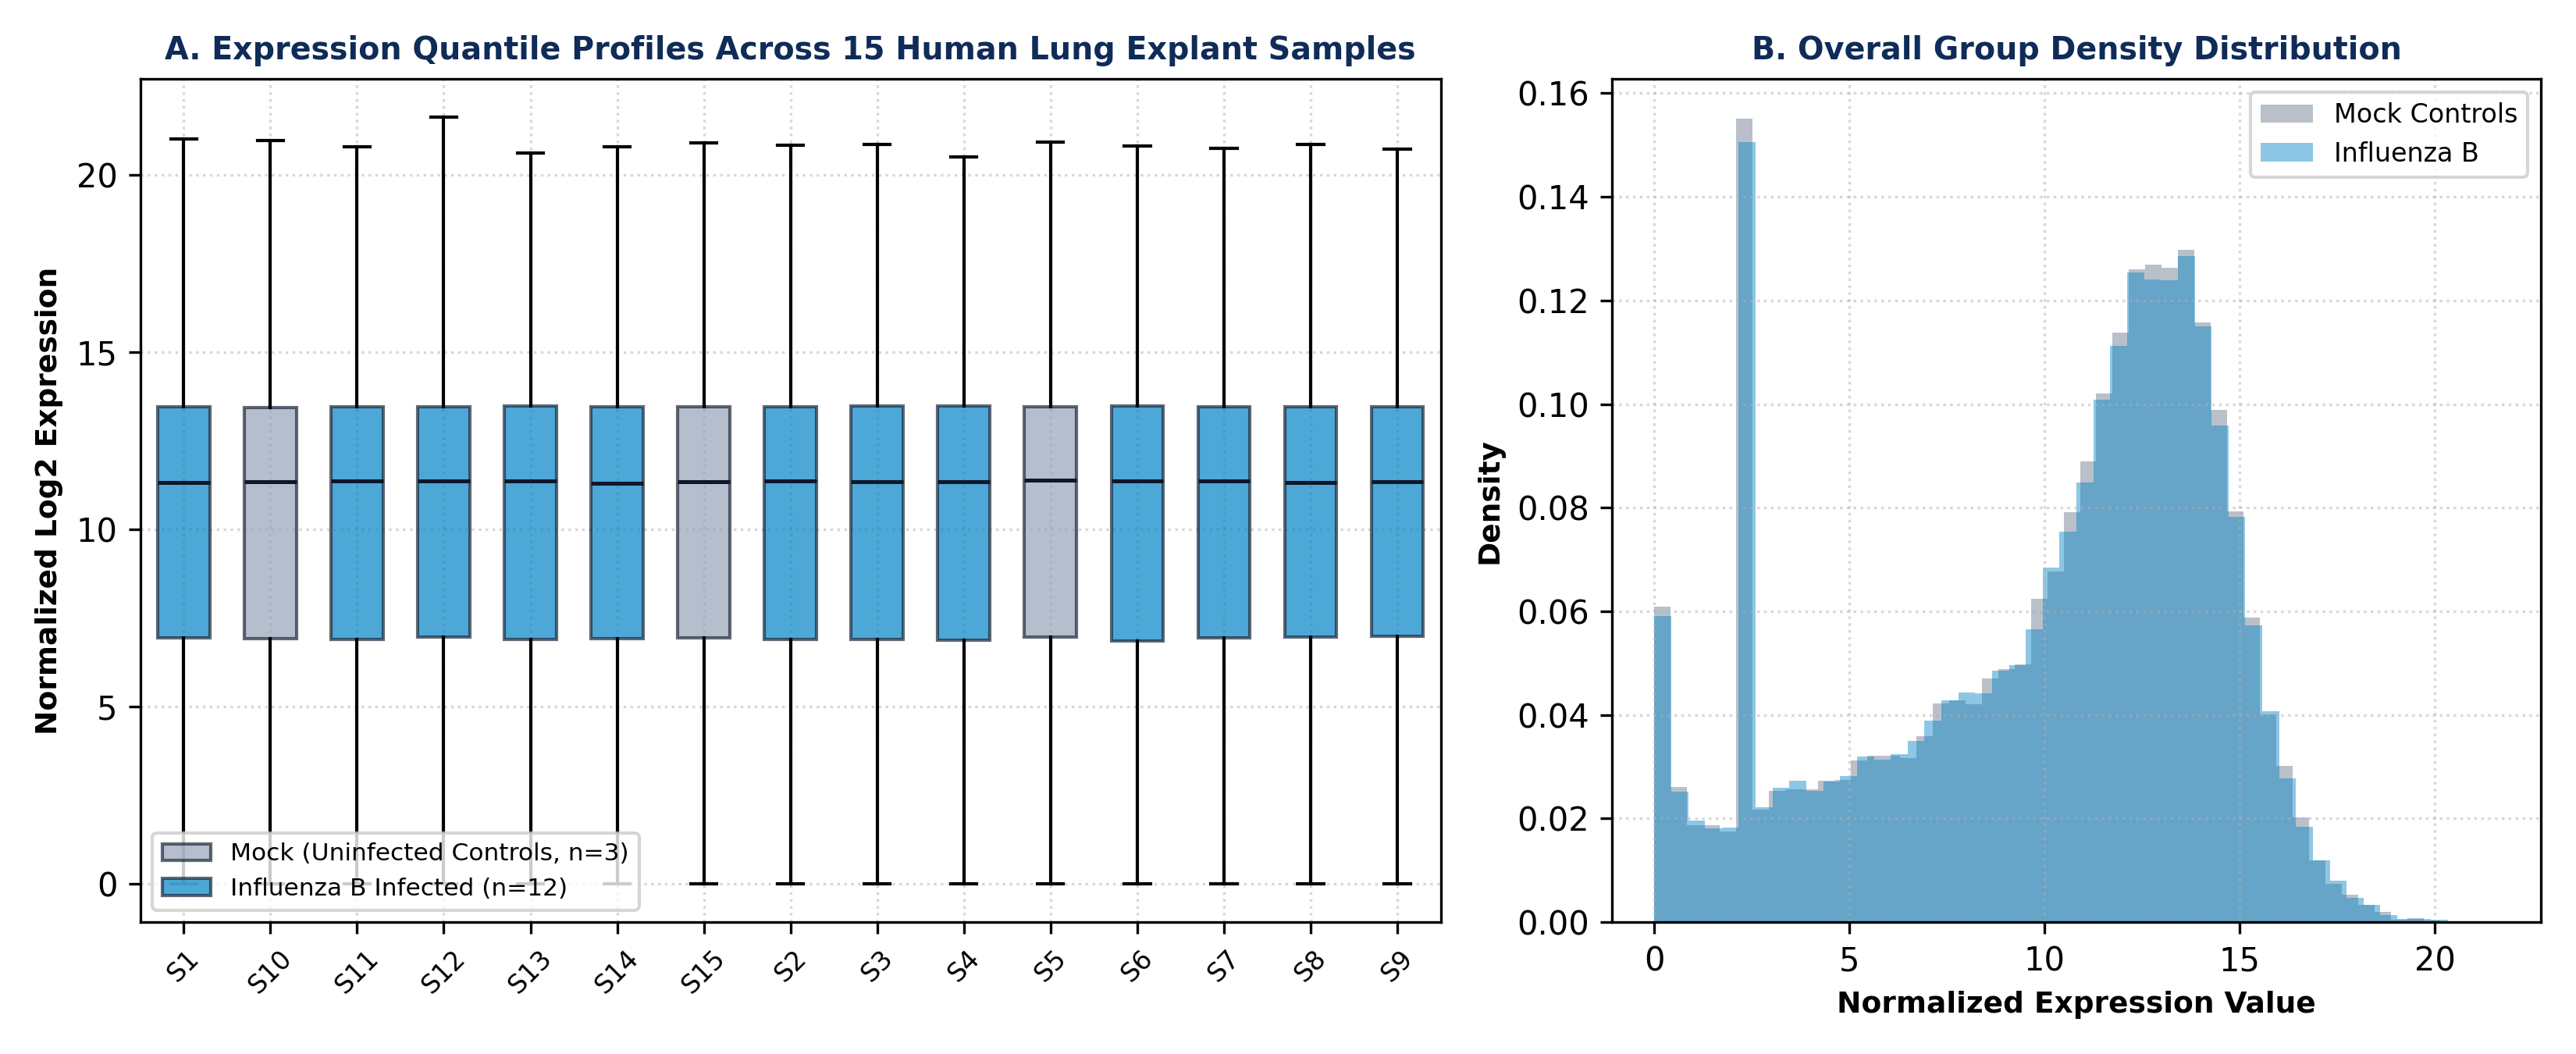 A. Expression Quantile Profiles Across 15 Human Lung Explant Samples
Normalized Log2 Expression
20
15
10
5
0
Mock (Uninfected Controls, n=3)
Influenza B Infected (n=12)
S1
S10
S11
S12
S13
S14
S15
S2
S3
S4
S5
S6
S7
S8
S9
B. Overall Group Density Distribution
Density
0.16
0.14
0.12
0.10
0.08
0.06
0.04
0.02
0.00
Mock Controls
Influenza B
0
5
10
15
20
Normalized Expression Value